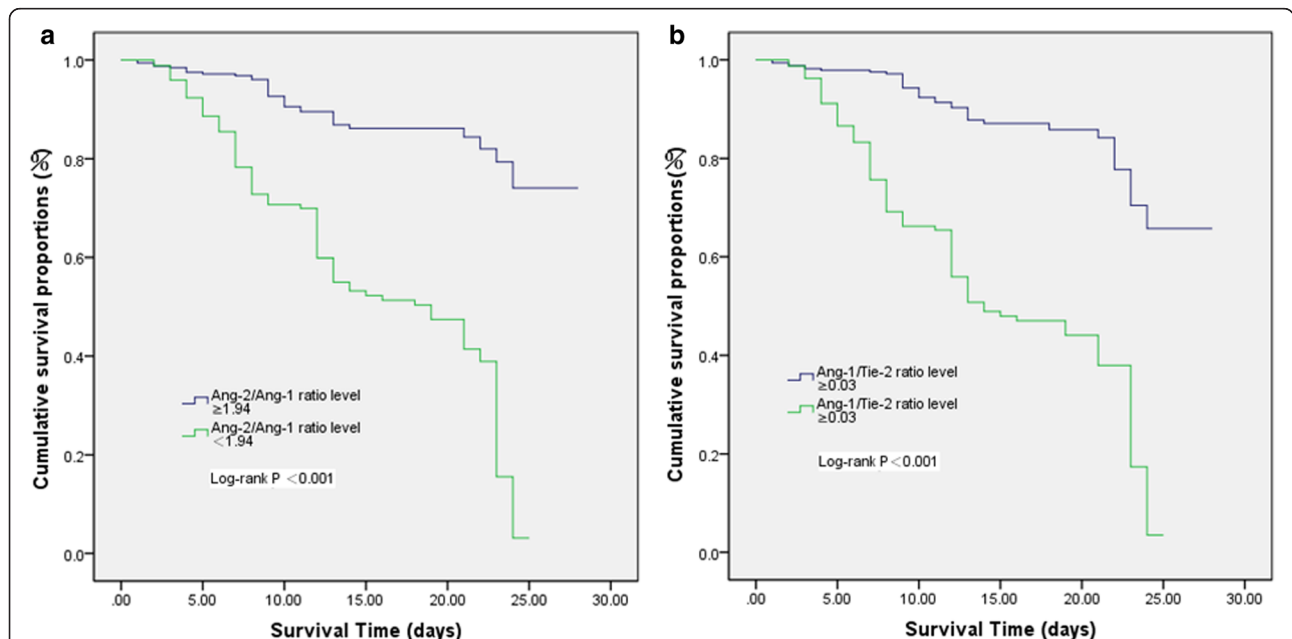 a
Cumulative survival proportions (%)
1.0
0.8
0.6
0.4
0.2
0.0
Ang-2/Ang-1 ratio level
≥1.94
Ang-2/Ang-1 ratio level
<1.94
Log-rank P <0.001
.00 5.00 10.00 15.00 20.00 25.00 30.00
Survival Time (days)
b
Cumulative survival proportions(%)
1.0
0.8
0.6
0.4
0.2
0.0
Ang-1/Tie-2 ratio level
≥0.03
Ang-1/Tie-2 ratio level
≥0.03
Log-rank P<0.001
.00 5.00 10.00 15.00 20.00 25.00 30.00
Survival Time (days)